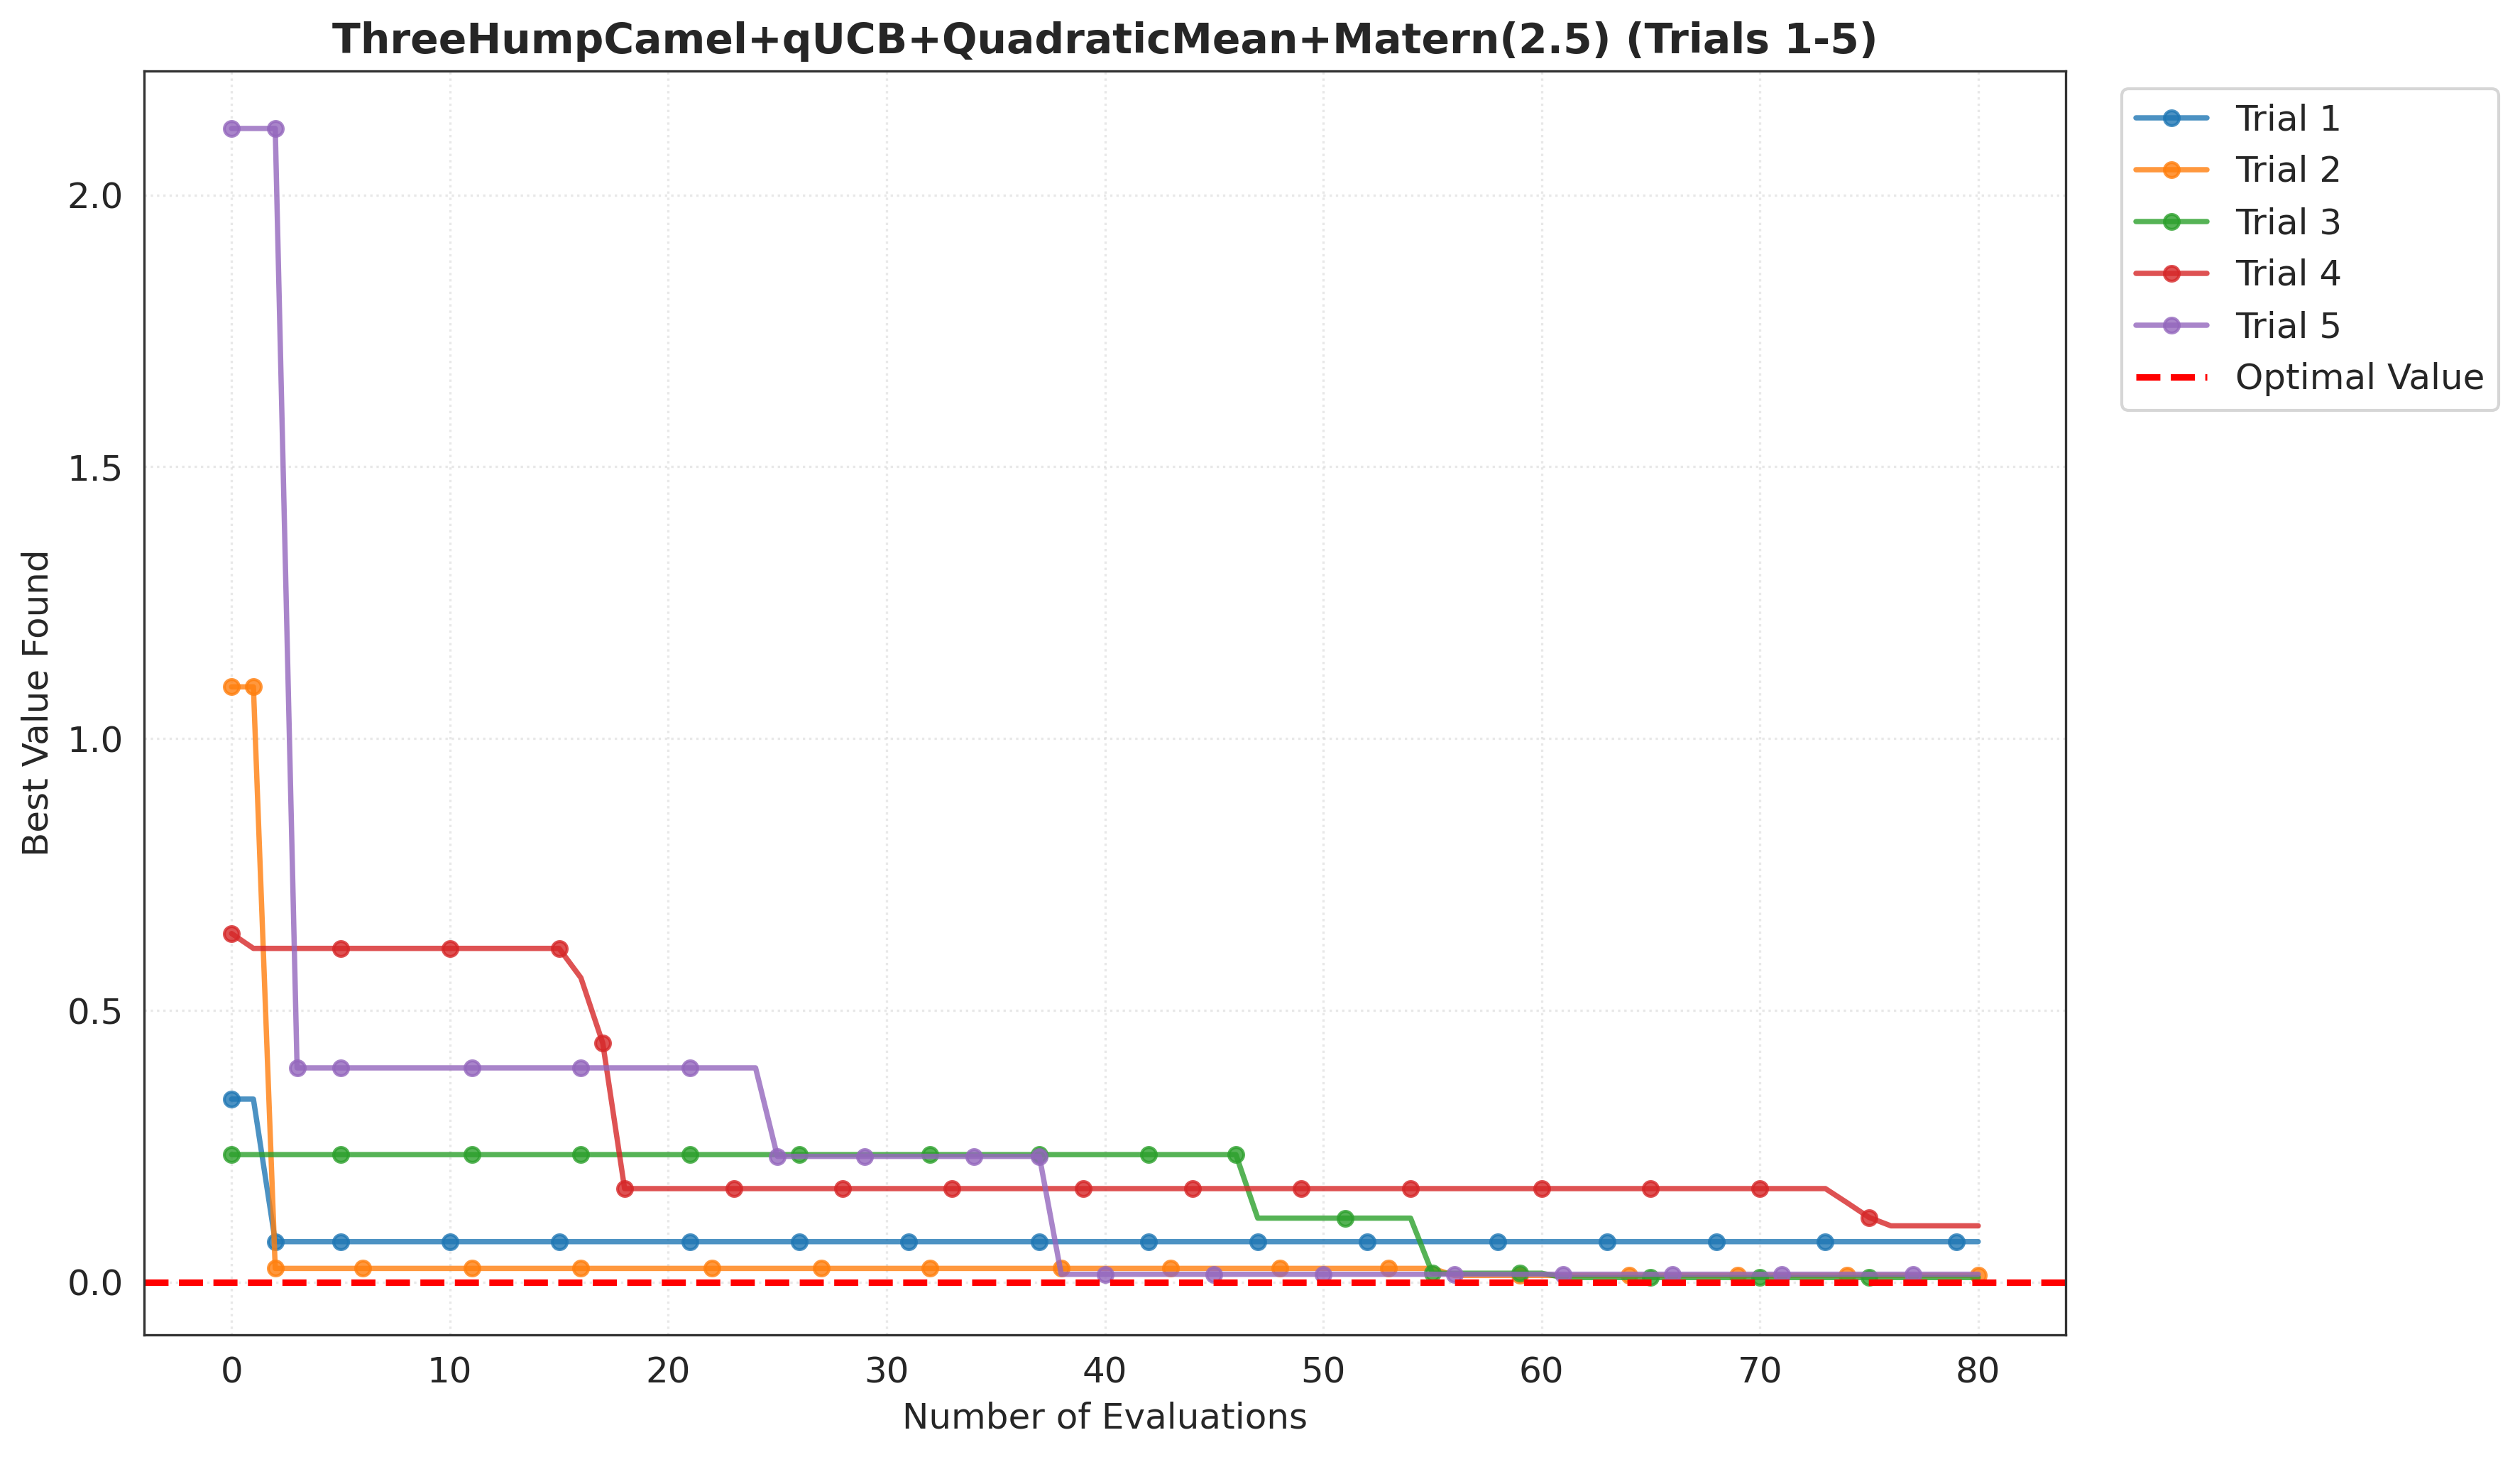 ThreeHumpCamel+qUCB+QuadraticMean+Matern(2.5) (Trials 1-5)
Trial 1
Trial 2
Trial 3
Trial 4
Trial 5
Optimal Value
Best Value Found
2.0
1.5
1.0
0.5
0.0
0 10 20 30 40 50 60 70 80
Number of Evaluations